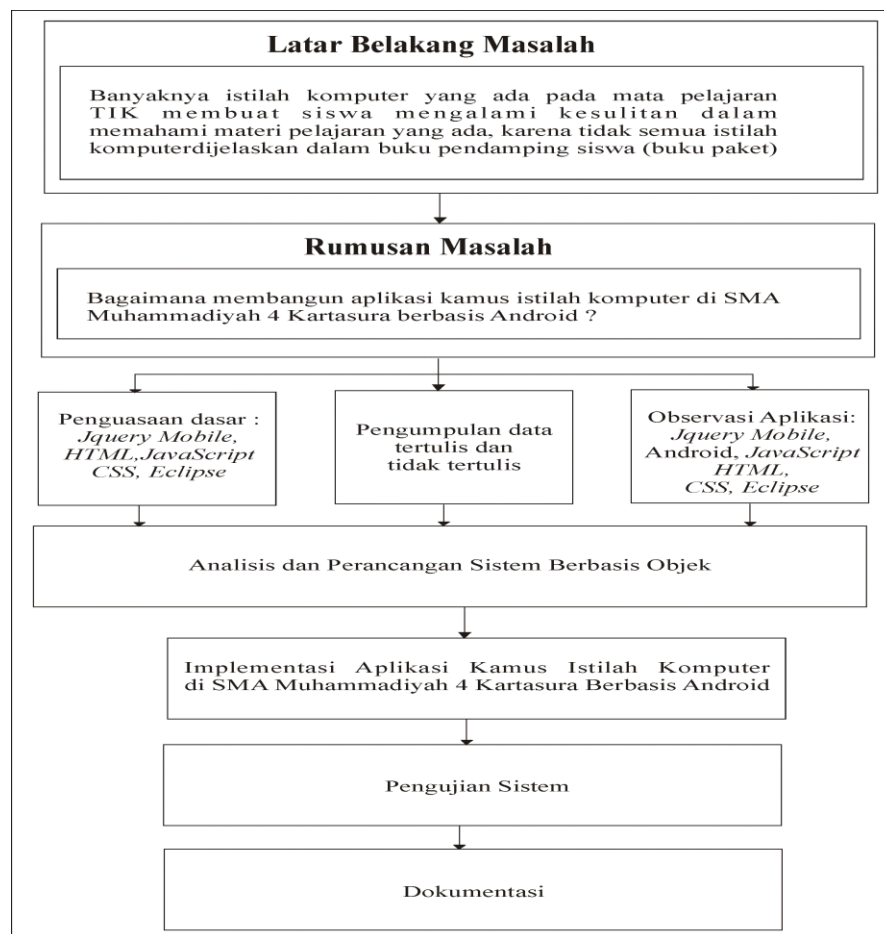 Latar Belakang Masalah
Banyaknya istilah komputer yang ada pada mata pelajaran
TIK membuat siswa mengalami kesulitan dalam
memahami materi pelajaran yang ada, karena tidak semua istilah
komputerdijelaskan dalam buku pendamping siswa (buku paket)
Rumusan Masalah
Bagaimana membangun aplikasi kamus istilah komputer di SMA
Muhammadiyah 4 Kartasura berbasis Android ?
Penguasaan dasar :
Jquery Mobile,
HTML,JavaScript
CSS, Eclipse
Pengumpulan data
tertulis dan
tidak tertulis
Observasi Aplikasi:
Jquery Mobile,
Android, JavaScript
HTML,
CSS, Eclipse
Analisis dan Perancangan Sistem Berbasis Objek
Implementasi Aplikasi Kamus Istilah Komputer
di SMA Muhammadiyah 4 Kartasura Berbasis Android
Pengujian Sistem
Dokumentasi